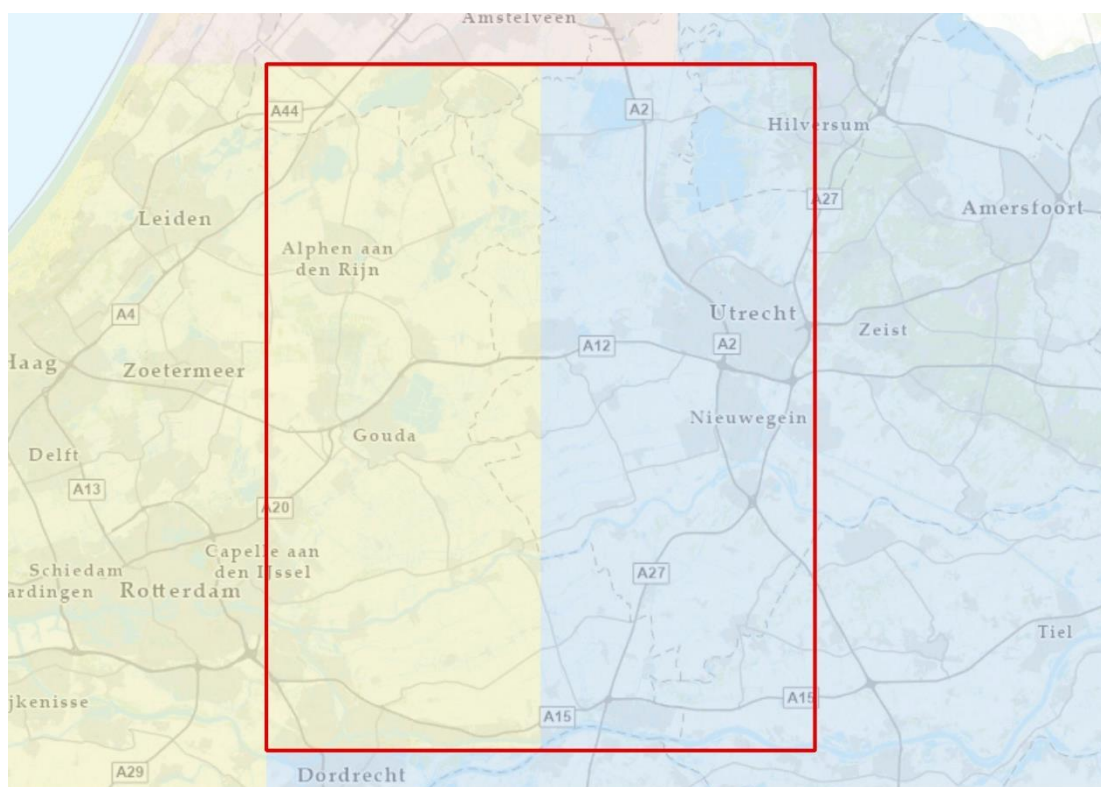 Amstelveen
A44
A2
Hilversum
Leiden
A27
Amersfoort
Alphen aan
den Rijn
A4
Utrecht
Zeist
Haag
A12
A2
Zoetermeer
Nieuwegein
Gouda
Delft
A13
A20
Capelle aan
den IJssel
Schiedam
ardingen
Rotterdam
A27
Tiel
jkenisse
A15
A15
A29
Dordrecht